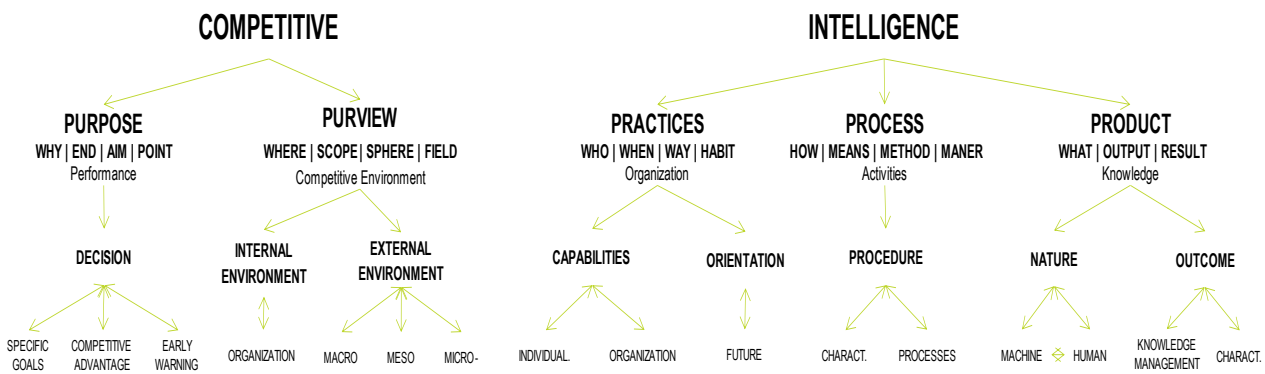 COMPETITIVE
INTELLIGENCE
PURPOSE
PURVIEW
PRACTICES
PROCESS
PRODUCT
WHY | END | AIM | POINT
WHERE | SCOPE | SPHERE | FIELD
WHO | WHEN | WAY | HABIT
HOW | MEANS | METHOD | MANER
WHAT | OUTPUT | RESULT
Performance
Competitive Environment
Organization
Activities
Knowledge
DECISION
INTERNAL
ENVIRONMENT
EXTERNAL
ENVIRONMENT
CAPABILITIES
ORIENTATION
PROCEDURE
NATURE
OUTCOME
SPECIFIC
GOALS
COMPETITIVE
ADVANTAGE
EARLY
WARNING
ORGANIZATION
MACRO
MESO
MICRO-
INDIVIDUAL.
ORGANIZATION
FUTURE
CHARACT.
PROCESSES
MACHINE
HUMAN
KNOWLEDGE
MANAGEMENT
CHARACT.